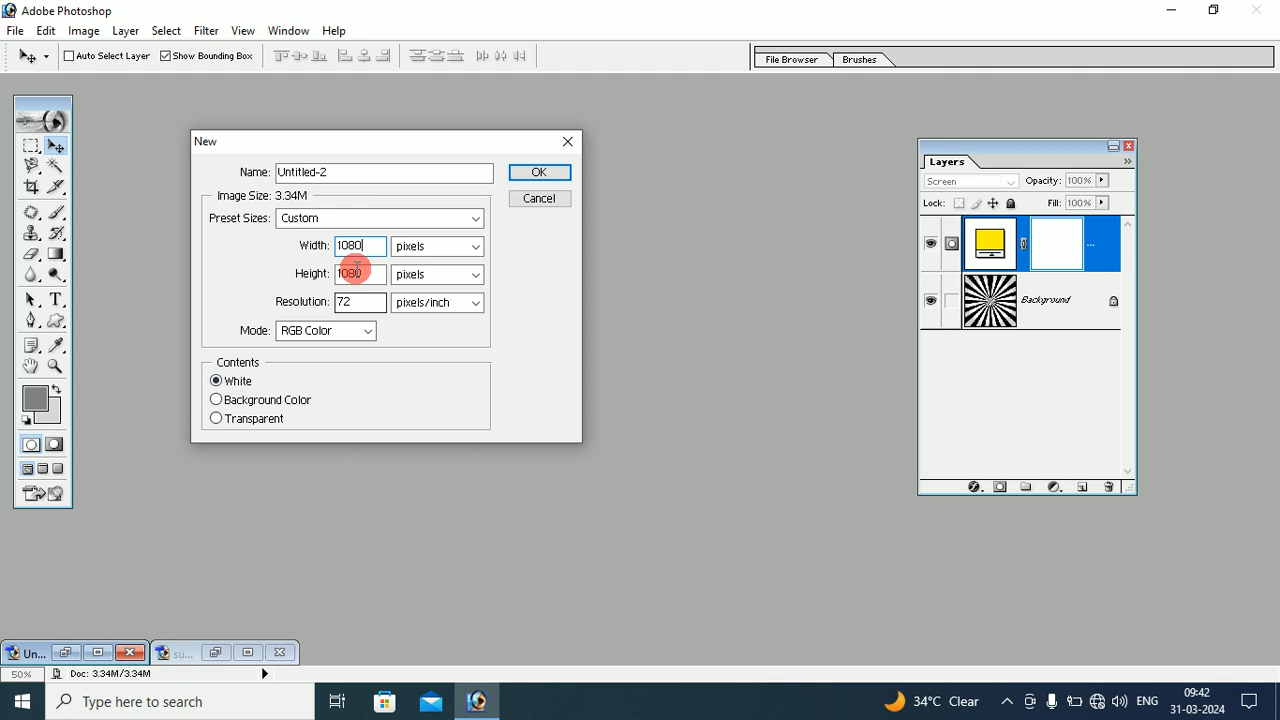 Adobe Photoshop
File Edit Image Layer Select Filter View Window Help
Auto Select Layer Show Bounding Box File Browser Brushes
New
Name: Untitled-2 OK
Image Size: 3.34M
Cancel
Preset Sizes: Custom
Width: 1080 pixels
Height: 1080 pixels
Resolution: 72 pixels/inch
Mode: RGB Color
Contents
White
Background Color
Transparent
Layers
Screen Opacity: 100%
Lock: Fill: 100%
...
Background
Un... su...
50% Doc: 3.34M/3.34M
Type here to search 34°C Clear ENG 09:42
31-03-2024